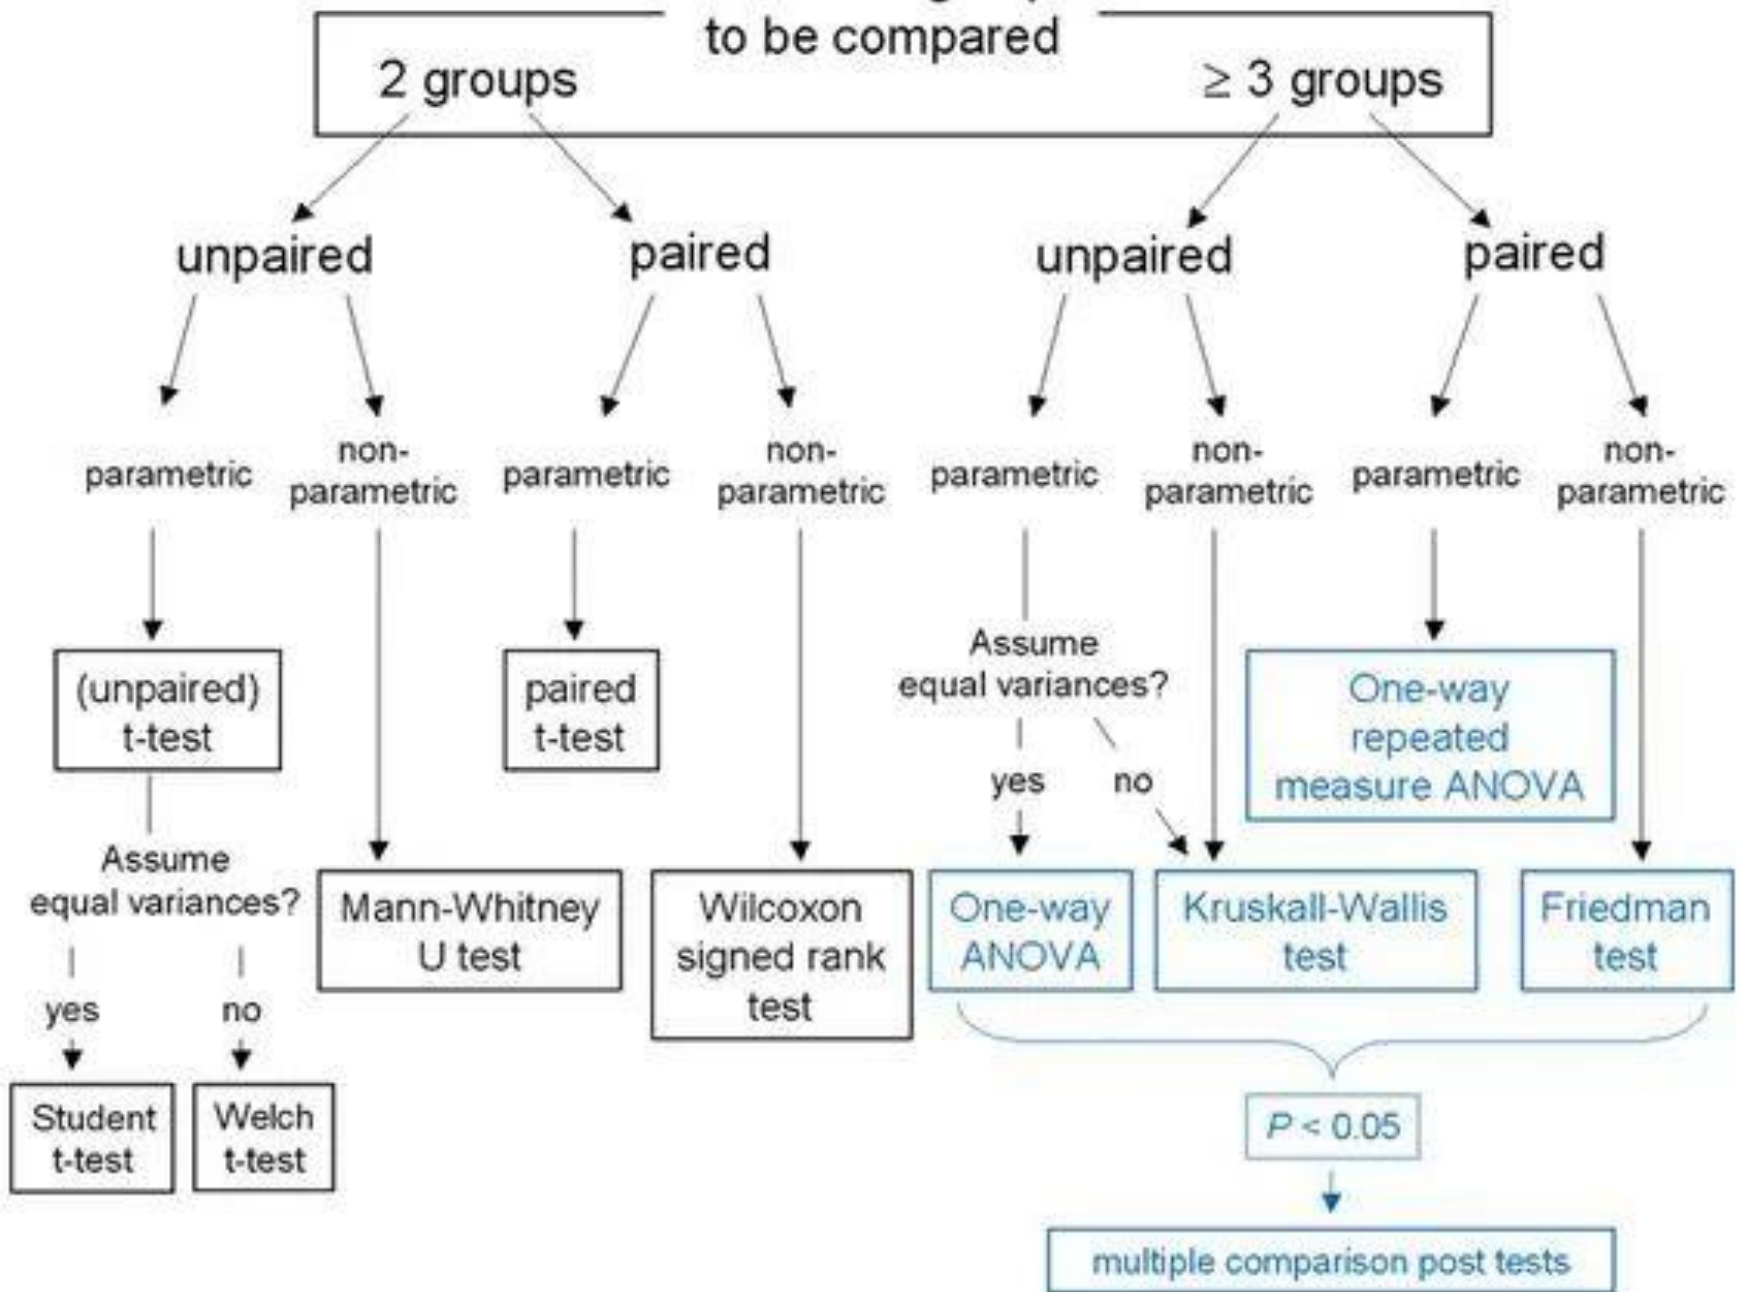 to be compared
2 groups
≥ 3 groups
unpaired
paired
unpaired
paired
parametric
non-
parametric
parametric
non-
parametric
parametric
non-
parametric
parametric
non-
parametric
(unpaired)
t-test
paired
t-test
Assume
equal variances?
yes
no
One-way
repeated
measure ANOVA
Assume
equal variances?
yes
no
Mann-Whitney
U test
Wilcoxon
signed rank
test
One-way
ANOVA
Kruskall-Wallis
test
Friedman
test
Student
t-test
Welch
t-test
P < 0.05
multiple comparison post tests